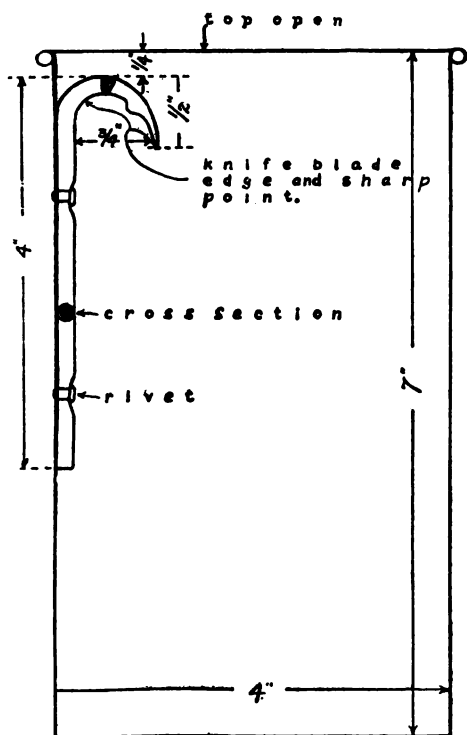 top open
1/4"
1/2"
3/4"
knife blade
edge and sharp
point.
4"
cross section
7"
rivet
4"